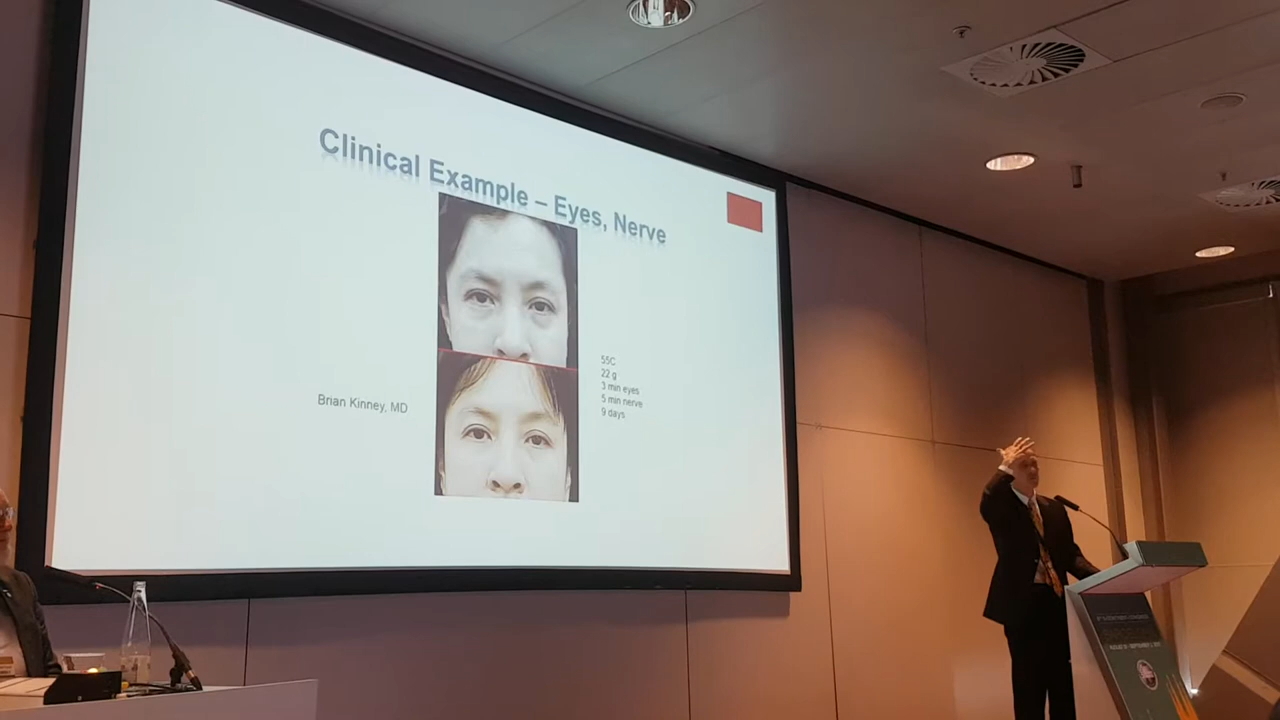 Clinical Example – Eyes, Nerve
55C
22 g
3 min eyes
5 min nerve
9 days
Brian Kinney, MD